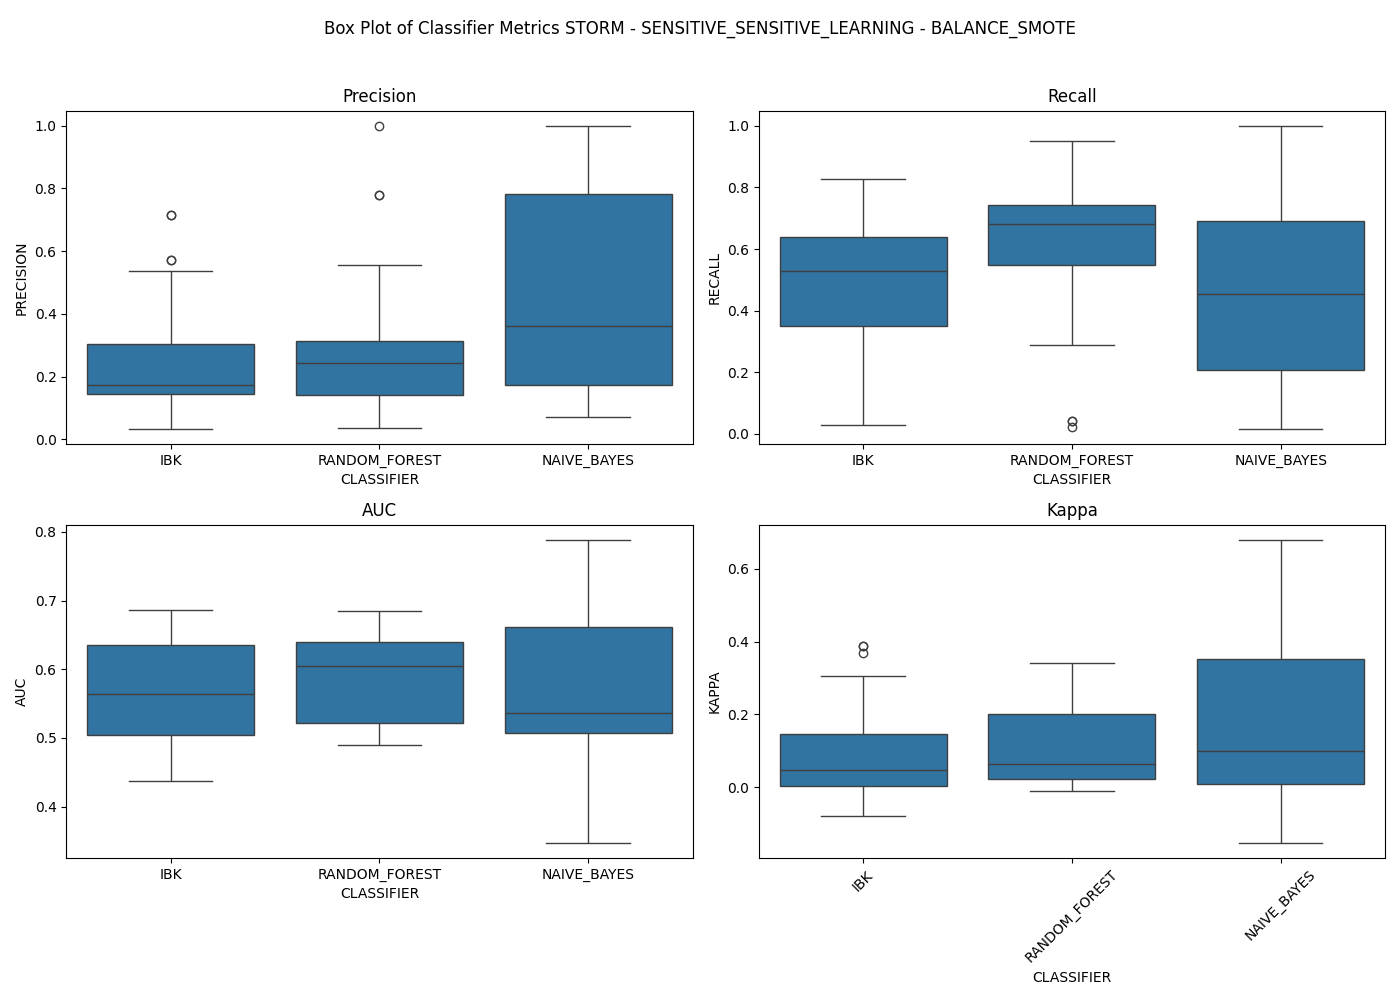 Box Plot of Classifier Metrics STORM - SENSITIVE_SENSITIVE_LEARNING - BALANCE_SMOTE
Precision
1.0
0.8
0.6
0.4
0.2
0.0
PRECISION
IBK RANDOM_FOREST NAIVE_BAYES
CLASSIFIER
Recall
1.0
0.8
0.6
0.4
0.2
0.0
RECALL
IBK RANDOM_FOREST NAIVE_BAYES
CLASSIFIER
AUC
0.8
0.7
0.6
0.5
0.4
AUC
IBK RANDOM_FOREST NAIVE_BAYES
CLASSIFIER
Kappa
0.6
0.4
0.2
0.0
KAPPA
IBK RANDOM_FOREST NAIVE_BAYES
CLASSIFIER